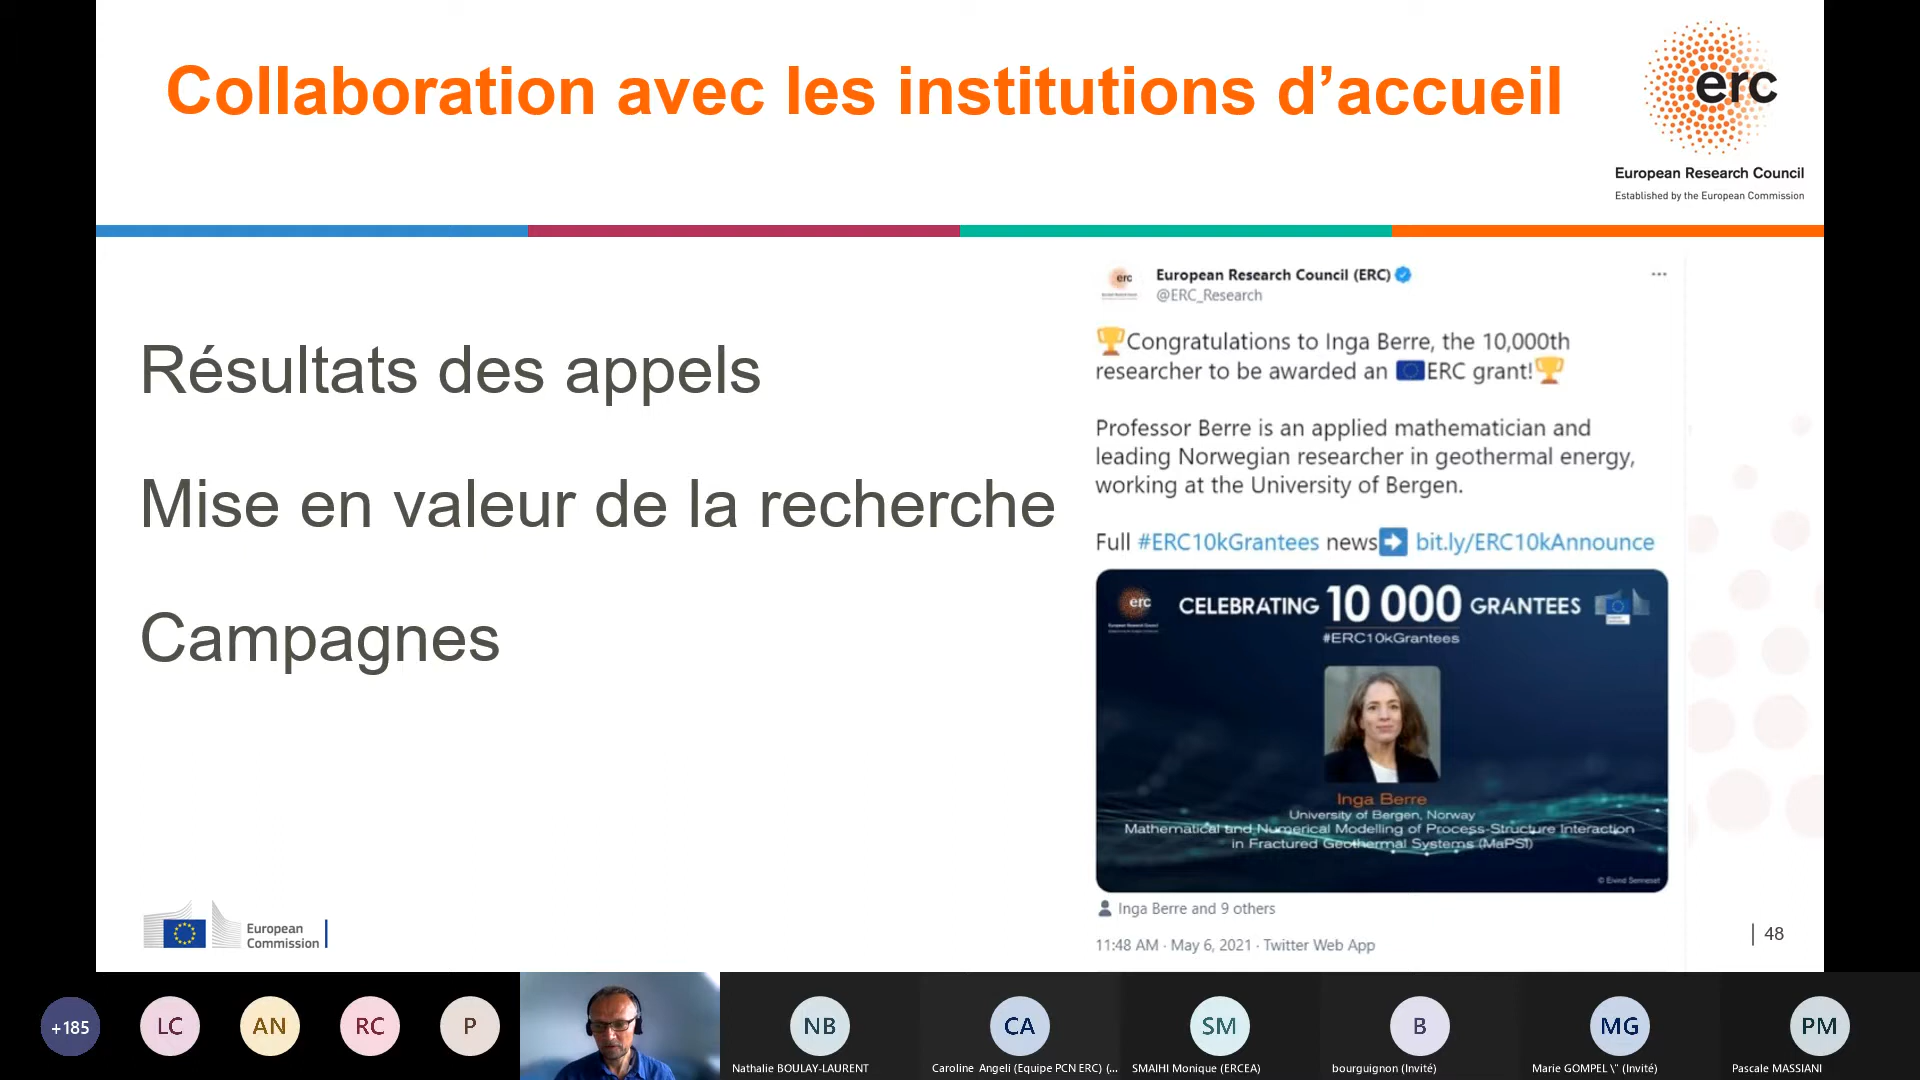 Collaboration avec les institutions d’accueil
erc
European Research Council
Established by the European Commission
Résultats des appels
Mise en valeur de la recherche
Campagnes
erc
European Research Council (ERC)
@ERC_Research
Congratulations to Inga Berre, the 10,000th
researcher to be awarded an ERC grant!
Professor Berre is an applied mathematician and
leading Norwegian researcher in geothermal energy,
working at the University of Bergen.
Full #ERC10kGrantees news bit.ly/ERC10kAnnounce
erc
CELEBRATING 10 000 GRANTEES
#ERC10kGrantees
Inga Berre
University of Bergen, Norway
Mathematical and Numerical Modelling of Process-Structure Interaction
in Fractured Geothermal Systems (MaPSI)
Inga Berre and 9 others
11:48 AM · May 6, 2021 · Twitter Web App
European
Commission
48
+185
LC
AN
RC
P
NB
Nathalie BOULAY-LAURENT
CA
Caroline Angeli (Equipe PCN ERC) (...
SM
SMAIHI Monique (ERCEA)
B
bourguignon (Invité)
MG
Marie GOMPEL \" (Invité)
PM
Pascale MASSIANI